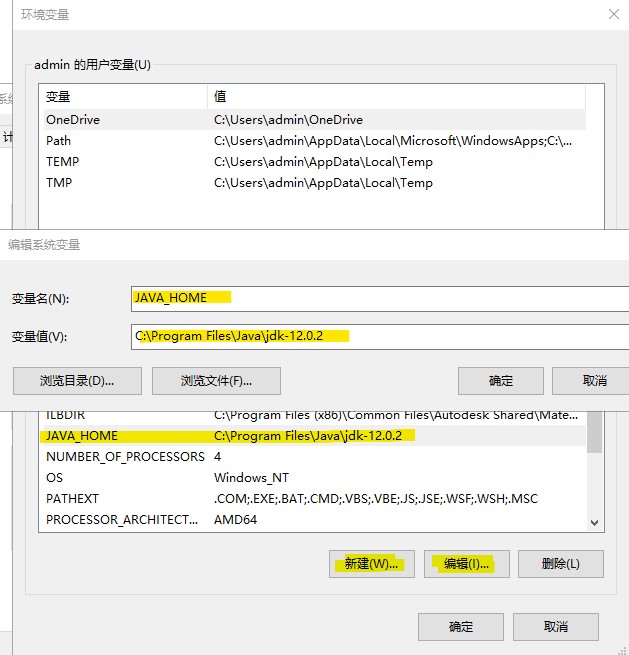 环境变量
admin 的用户变量(U)
变量 值
OneDrive C:\Users\admin\OneDrive
Path C:\Users\admin\AppData\Local\Microsoft\WindowsApps;C:\...
TEMP C:\Users\admin\AppData\Local\Temp
TMP C:\Users\admin\AppData\Local\Temp
编辑系统变量
变量名(N): JAVA_HOME
变量值(V): C:\Program Files\Java\jdk-12.0.2
浏览目录(D)... 浏览文件(F)... 确定 取消
ILBDIR C:\Program Files (x86)\Common Files\Autodesk Shared\Mate...
JAVA_HOME C:\Program Files\Java\jdk-12.0.2
NUMBER_OF_PROCESSORS 4
OS Windows_NT
PATHEXT .COM;.EXE;.BAT;.CMD;.VBS;.VBE;.JS;.JSE;.WSF;.WSH;.MSC
PROCESSOR_ARCHITECT... AMD64
新建(W)... 编辑(I)... 删除(L)
确定 取消